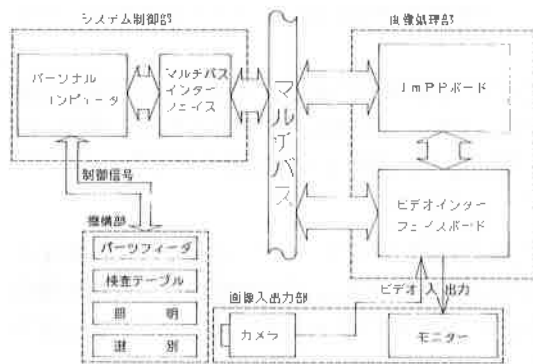 システム制御部
画像処理部
パーソナル
コンピュータ
マルチバス
インター
フェイス
マルチバス
ImPPボード
制御信号
ビデオインター
フェイスボード
機構部
パーツフィーダ
検査テーブル
照 明
選 別
画像入出力部
ビデオ入出力
カメラ
モニター